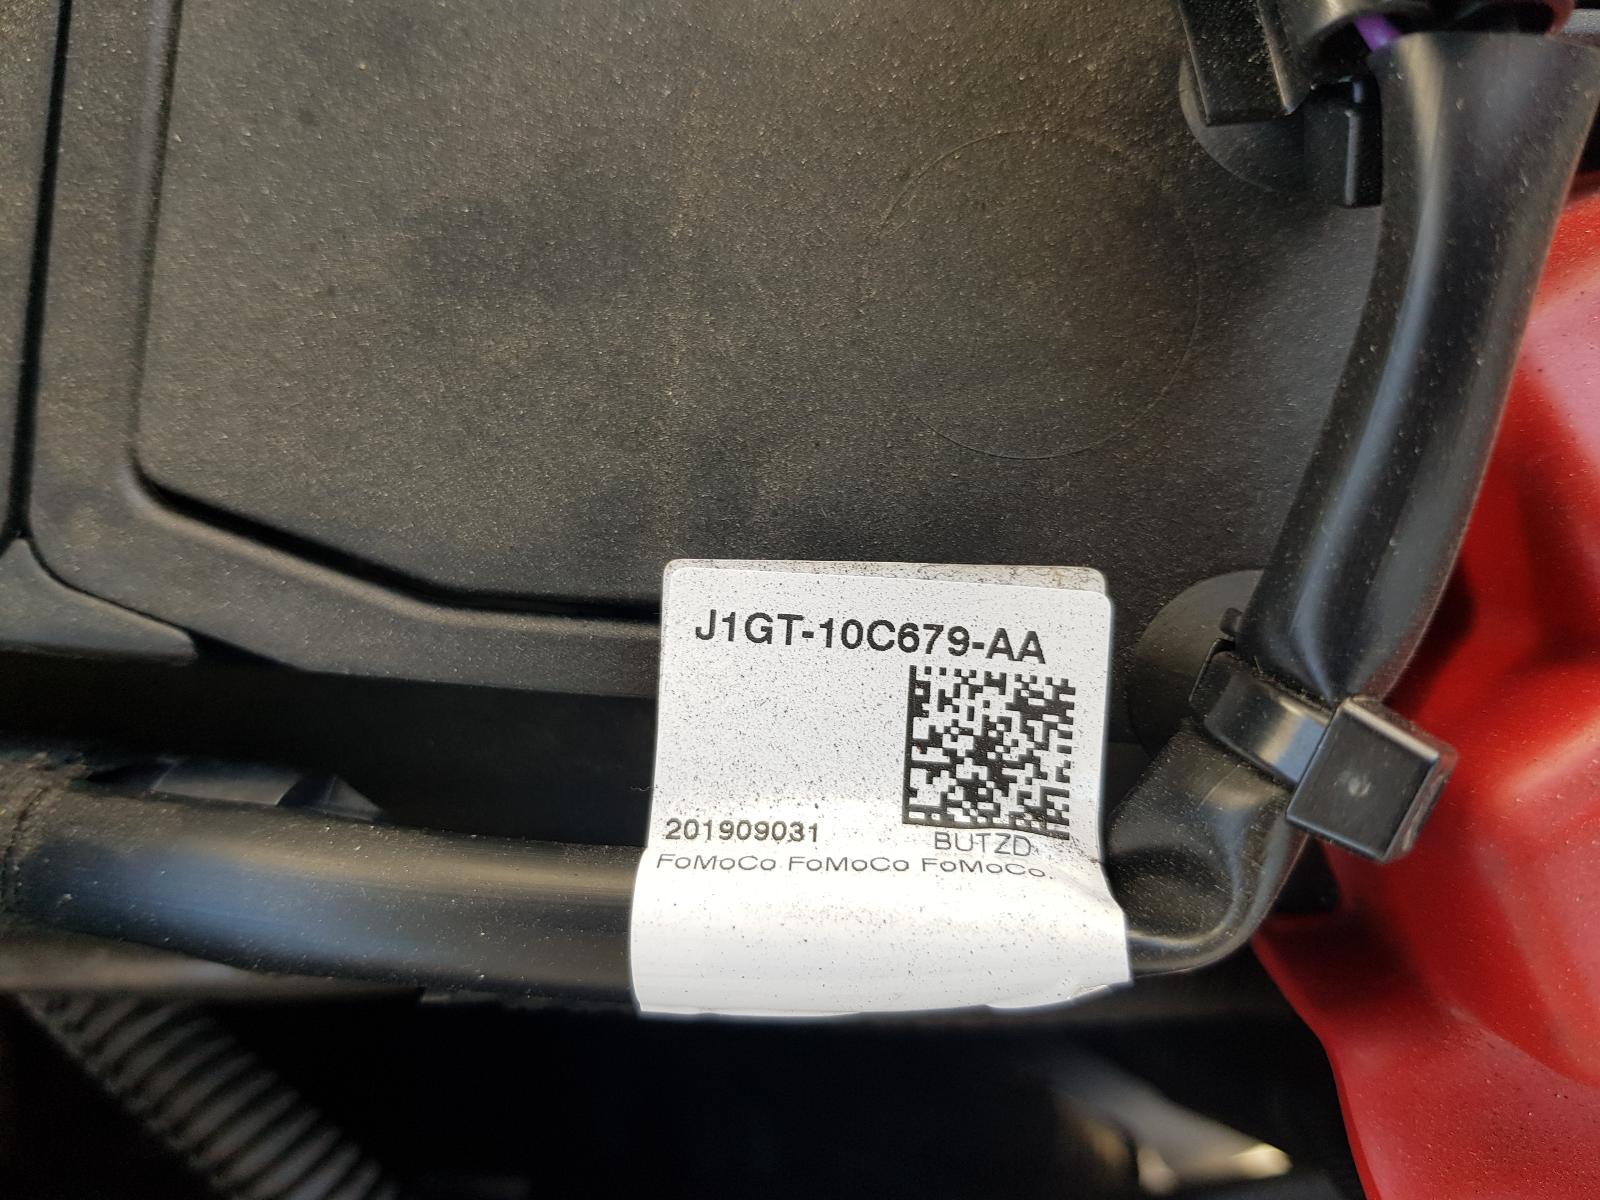 J1GT-10C679-AA
201909031
BUTZD
FoMoCo FoMoCo FoMoCo.